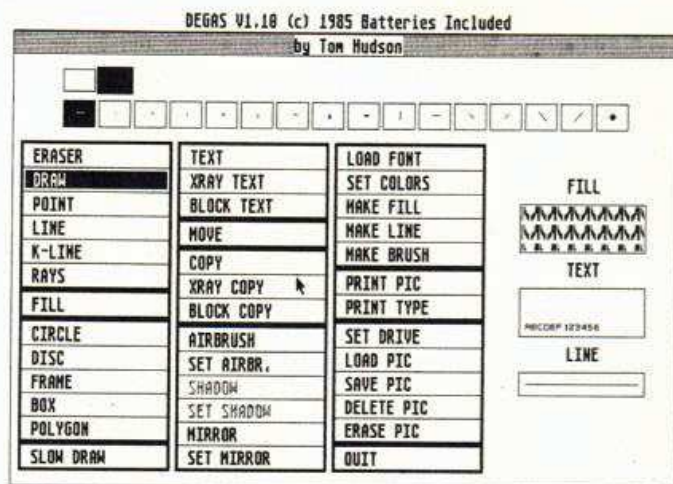 DEGAS V1.10 (c) 1985 Batteries Included
by Tom Hudson
ERASER
DRAW
POINT
LINE
K-LINE
RAYS
FILL
CIRCLE
DISC
FRAME
BOX
POLYGON
SLOW DRAW
TEXT
XRAY TEXT
BLOCK TEXT
MOVE
COPY
XRAY COPY
BLOCK COPY
AIRBRUSH
SET AIRBR.
SHADOW
SET SHADOW
MIRROR
SET MIRROR
LOAD FONT
SET COLORS
MAKE FILL
MAKE LINE
MAKE BRUSH
PRINT PIC
PRINT TYPE
SET DRIVE
LOAD PIC
SAVE PIC
DELETE PIC
ERASE PIC
QUIT
FILL
TEXT
ABCDEF 123456
LINE